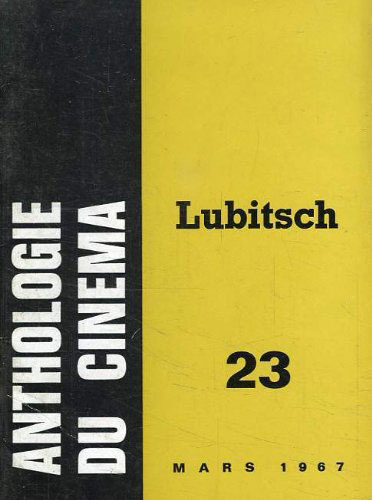 ANTHOLOGIE
DU CINEMA
Lubitsch
23
MARS 1967